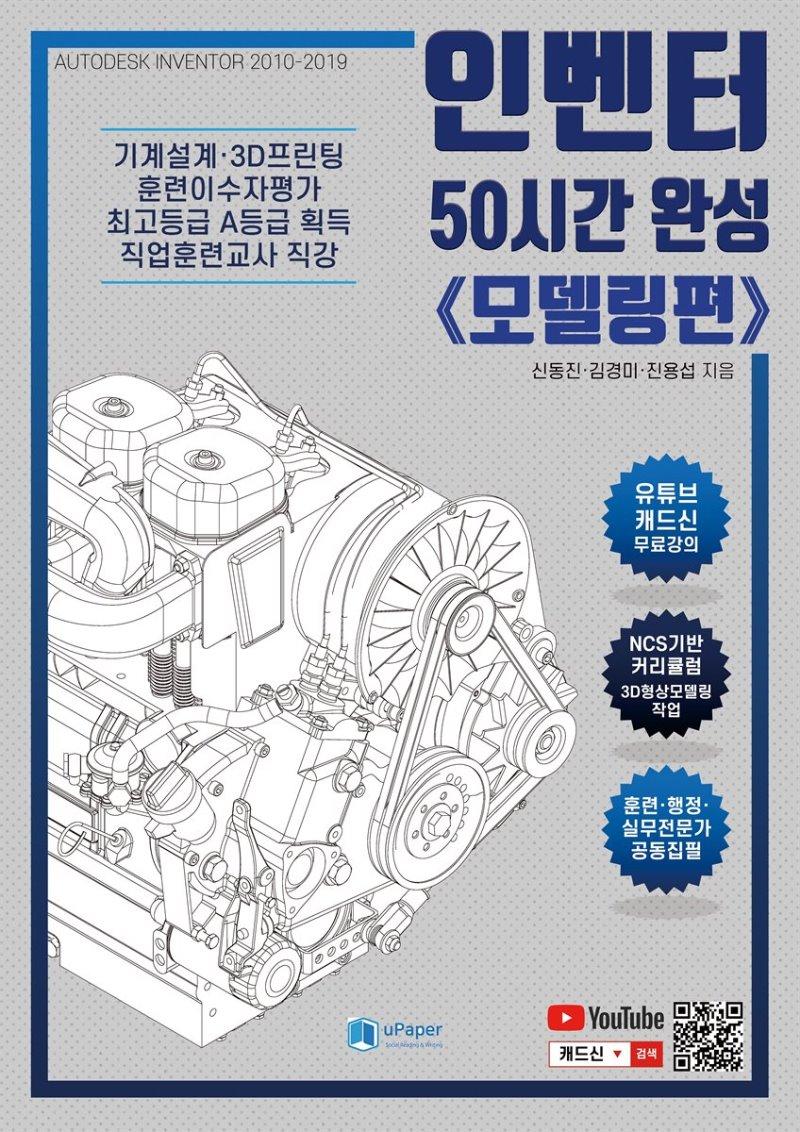 AUTODESK INVENTOR 2010-2019
인벤터
50시간 완성
《모델링편》
신동진·김경미·진용섭 지음
기계설계·3D프린팅
훈련이수자평가
최고등급 A등급 획득
직업훈련교사 직강
유튜브
캐드신
무료강의
NCS기반
커리큘럼
3D형상모델링
작업
훈련·행정·
실무전문가
공동집필
uPaper
Social Reading & Writing
YouTube
캐드신 ▼ 검색